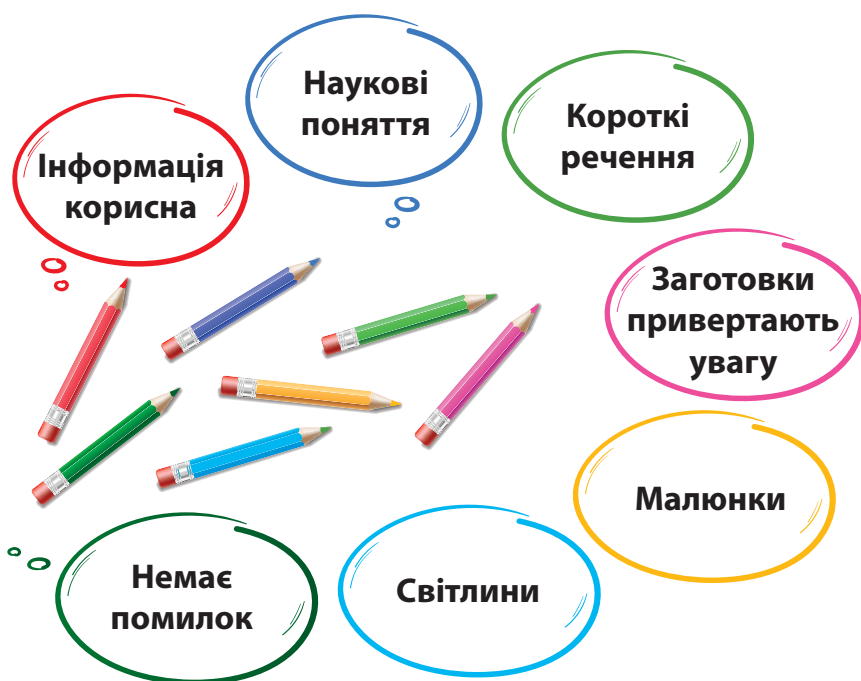 Наукові
поняття
Короткі
речення
Інформація
корисна
Заготовки
привертають
увагу
Малюнки
Немає
помилок
Світлини